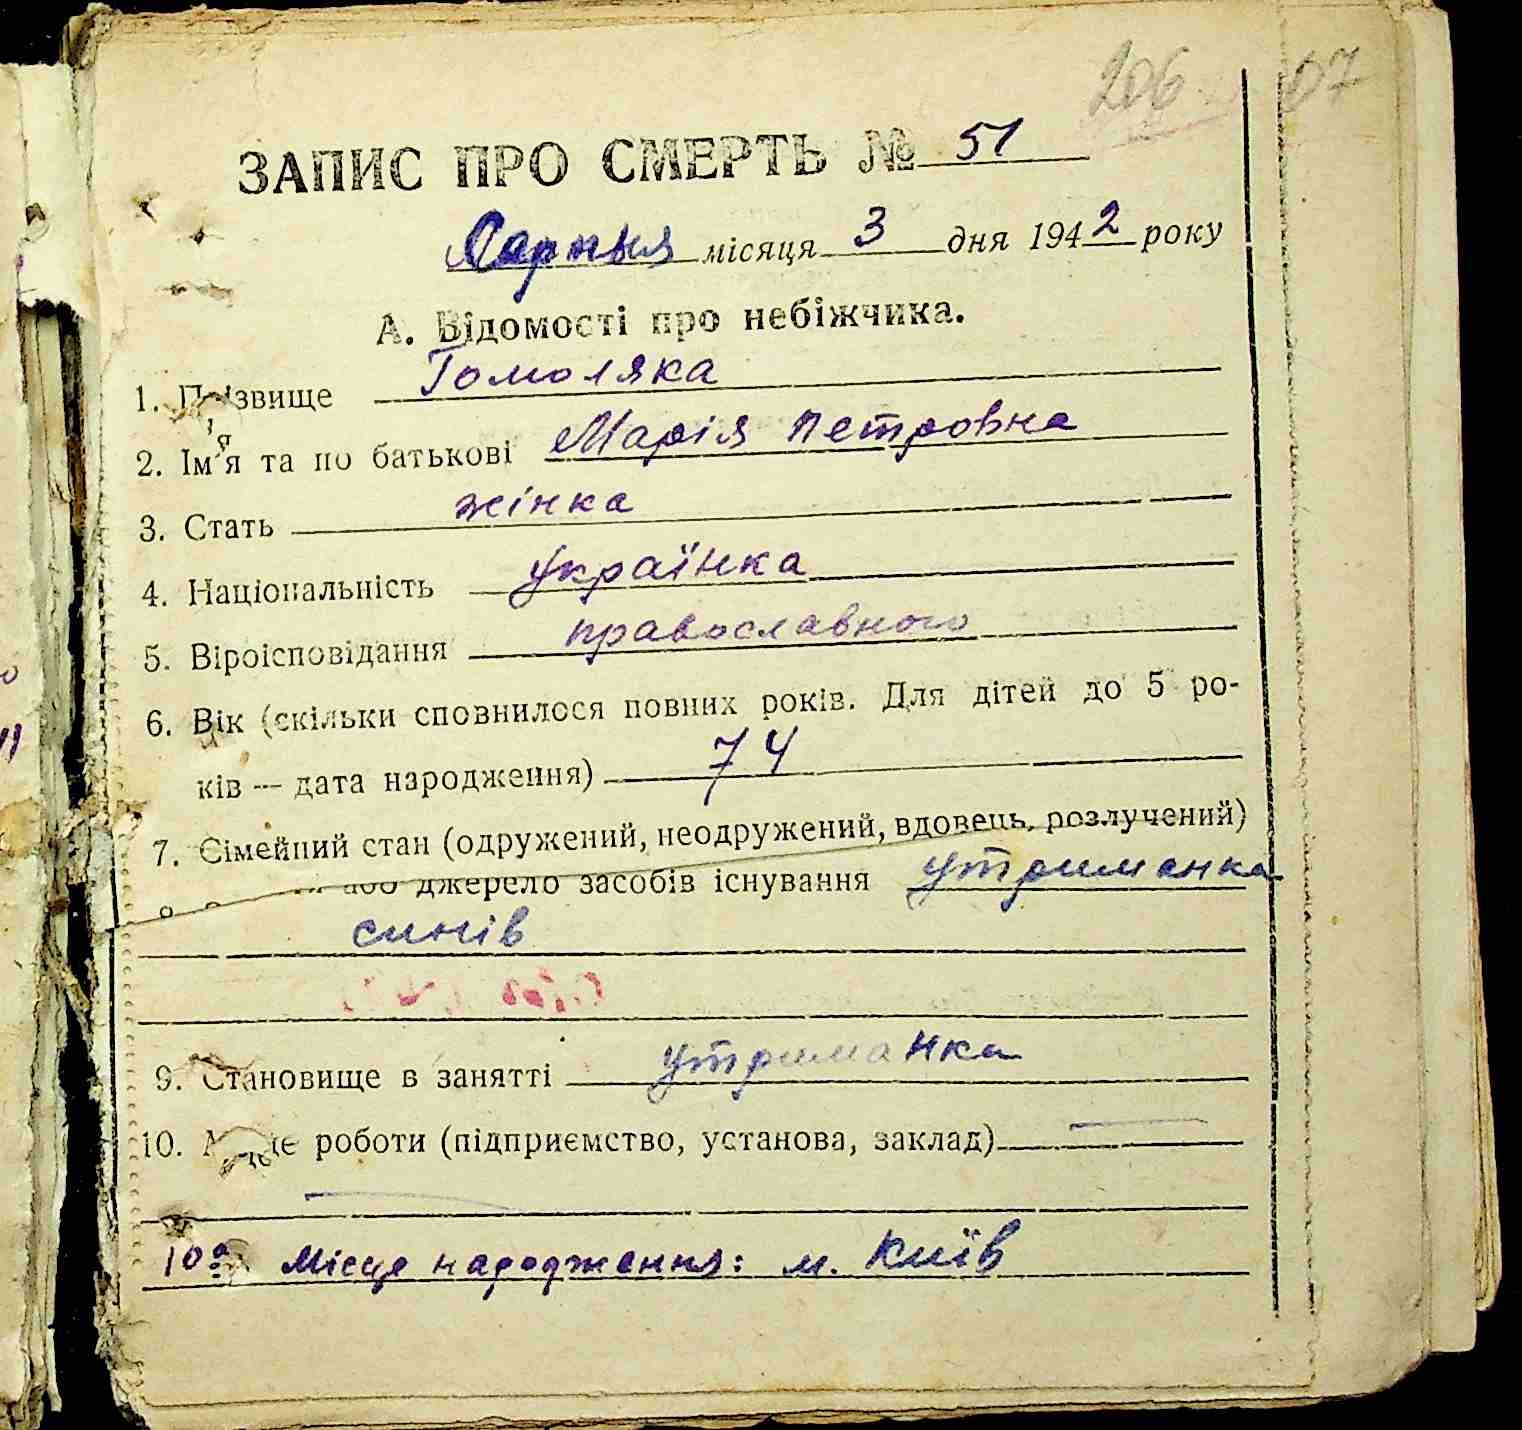 206 07
ЗАПИС ПРО СМЕРТЬ № 51
місяця 3 дня 1942 року
А. Відомості про небіжчика.
1. Прізвище Гомоляка
2. Ім'я та по батькові Марія Петровна
3. Стать жінка
4. Національність Українка
5. Віроісповідання православного
6. Вік (скільки сповнилося повних років. Для дітей до 5 ро-
ків — дата народження) 74
7. Сімейний стан (одружений, неодружений, вдовець, розлучений)
або джерело засобів існування утриманка
синів
9. Становище в занятті утриманка
10. роботи (підприємство, установа, заклад)
10а Місце народження: м. Київ